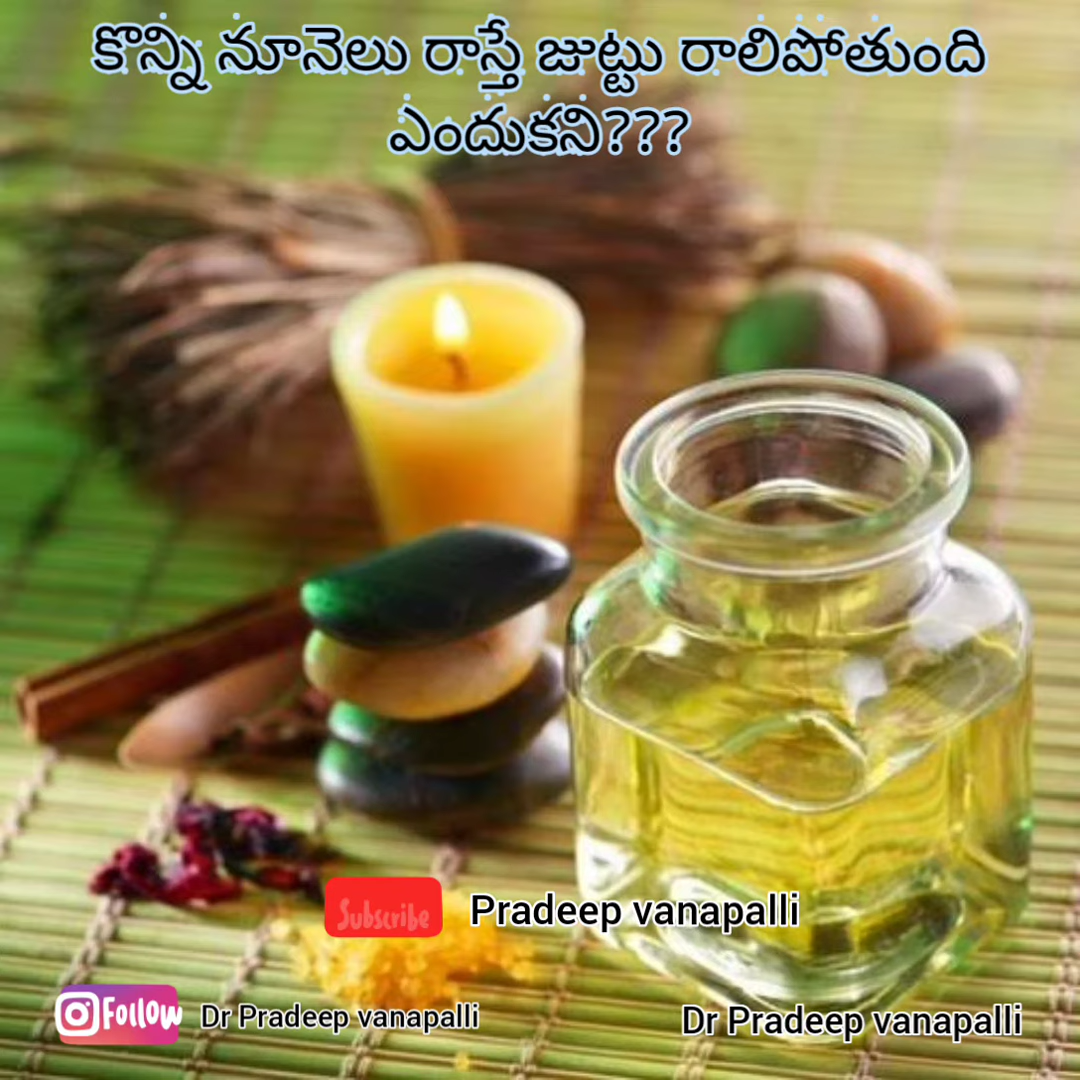 కొన్ని నూనెలు రాస్తే జుట్టు రాలిపోతుంది
ఎందుకని???
Subscribe Pradeep vanapalli
Follow Dr Pradeep vanapalli
Dr Pradeep vanapalli